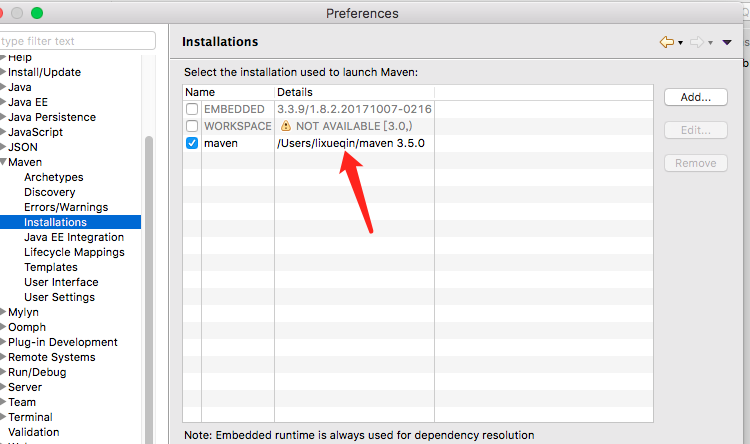 Preferences
type filter text
Help
Install/Update
Java
Java EE
Java Persistence
JavaScript
JSON
Maven
Archetypes
Discovery
Errors/Warnings
Installations
Java EE Integration
Lifecycle Mappings
Templates
User Interface
User Settings
Mylyn
Oomph
Plug-in Development
Remote Systems
Run/Debug
Server
Team
Terminal
Validation
Installations
Select the installation used to launch Maven:
Name Details
EMBEDDED 3.3.9/1.8.2.20171007-0216
WORKSPACE NOT AVAILABLE [3.0,)
maven /Users/lixueqin/maven 3.5.0
Add...
Edit...
Remove
Note: Embedded runtime is always used for dependency resolution